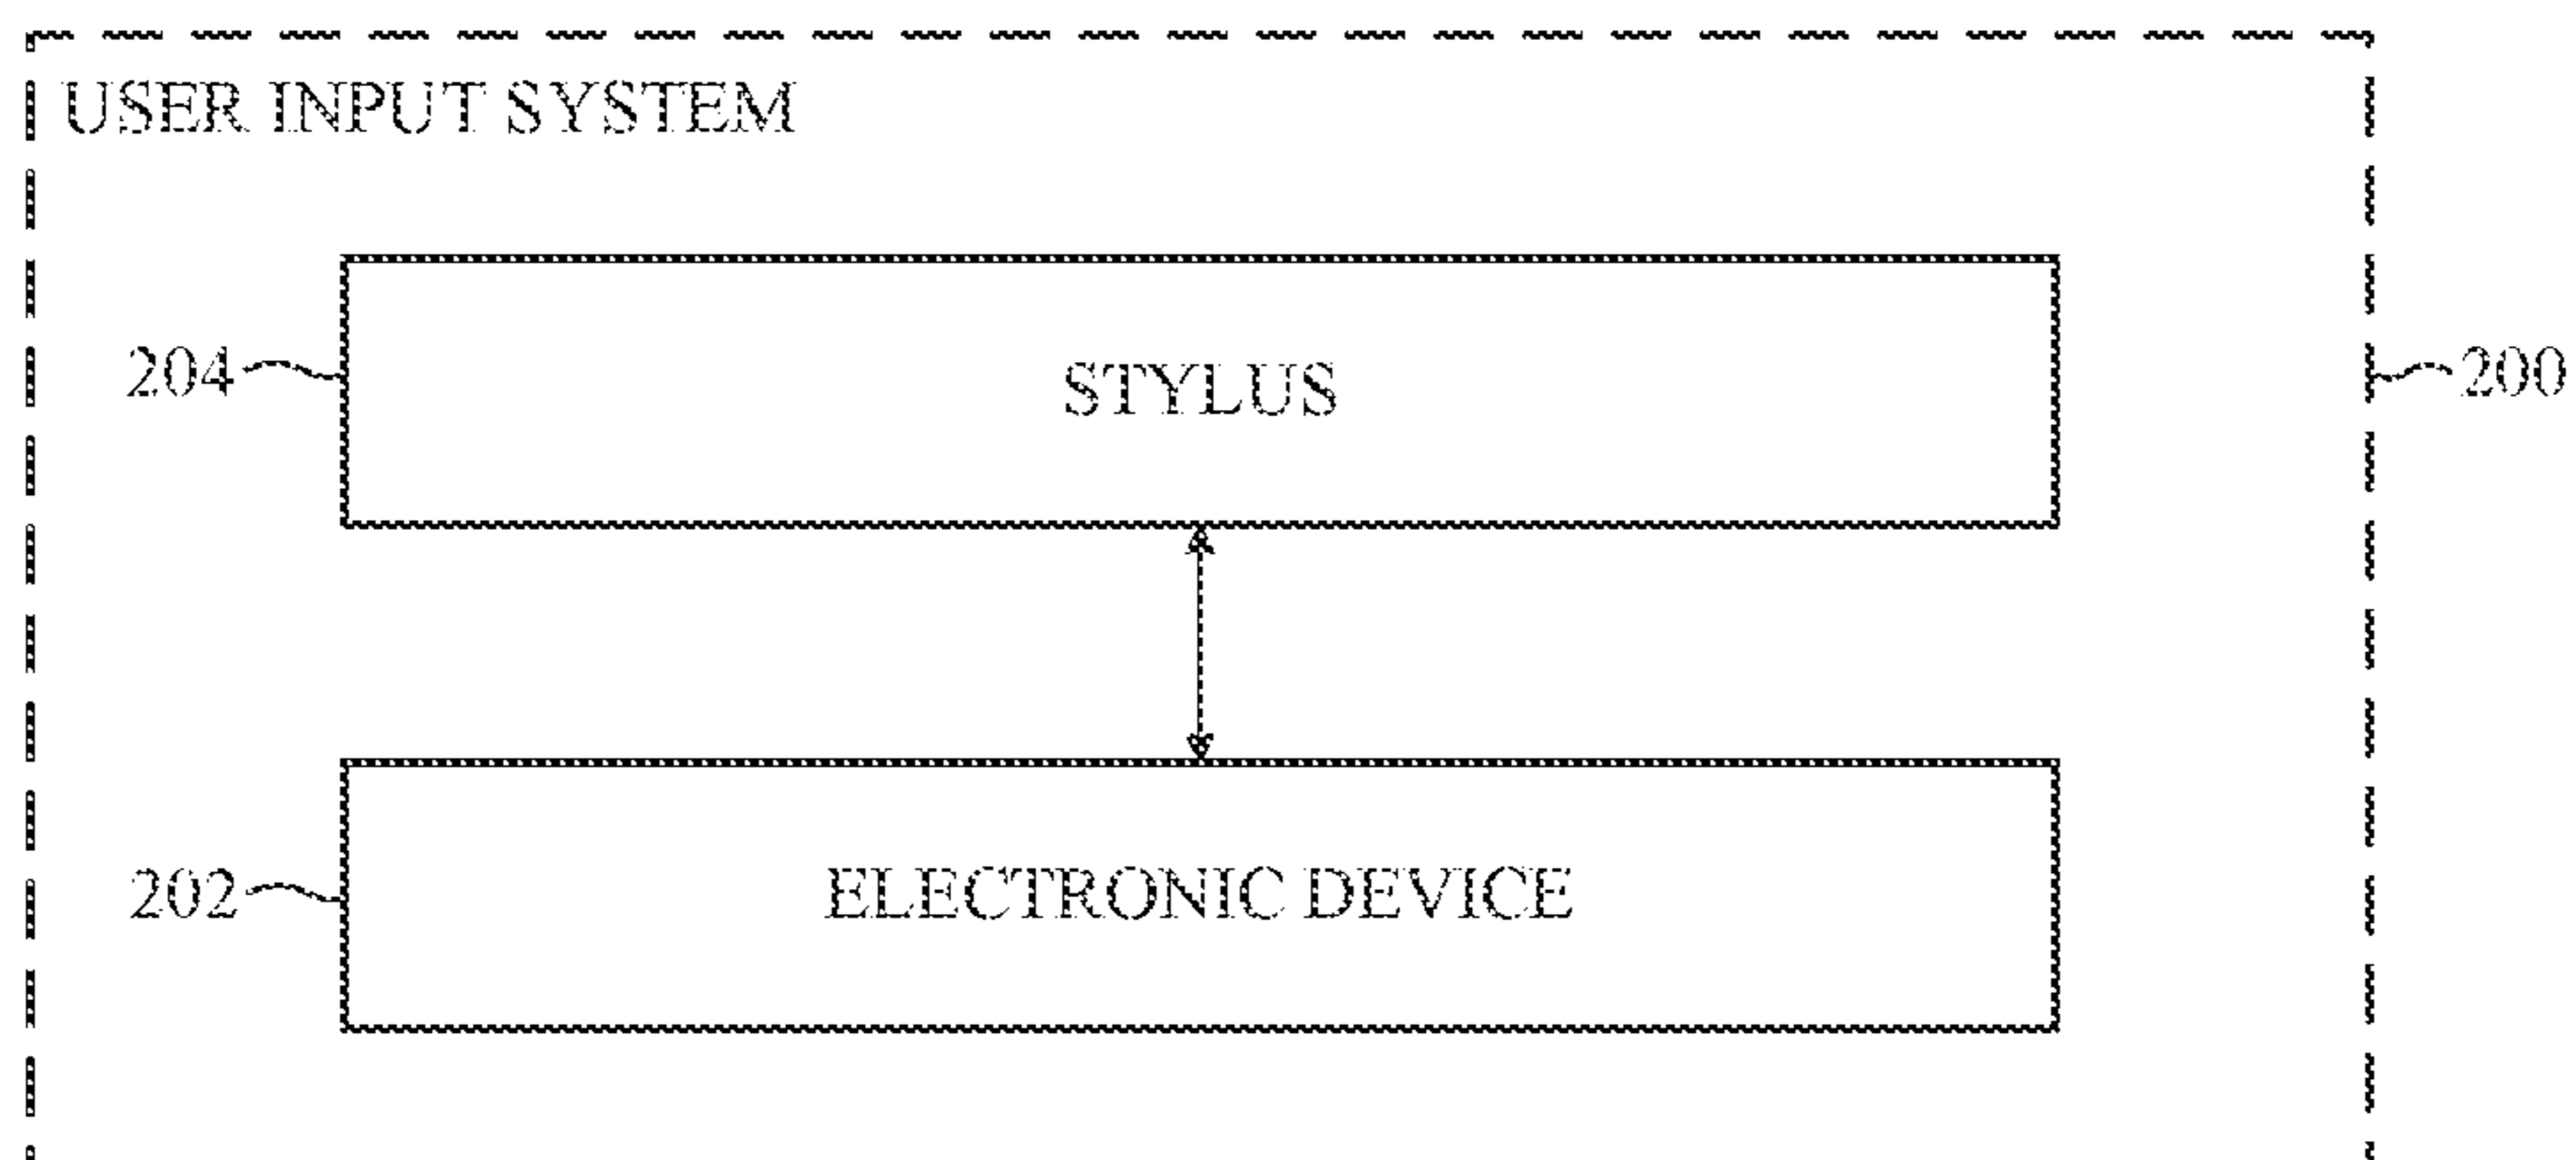 USER INPUT SYSTEM
204
STYLUS
200
202
ELECTRONIC DEVICE